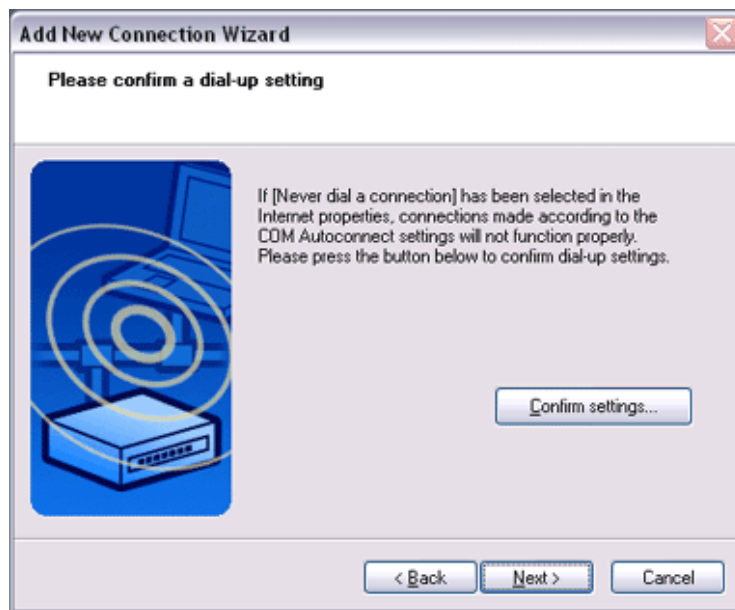 Add New Connection Wizard
Please confirm a dial-up setting
If [Never dial a connection] has been selected in the
Internet properties, connections made according to the
COM Autoconnect settings will not function properly.
Please press the button below to confirm dial-up settings.
Confirm settings...
< Back
Next >
Cancel